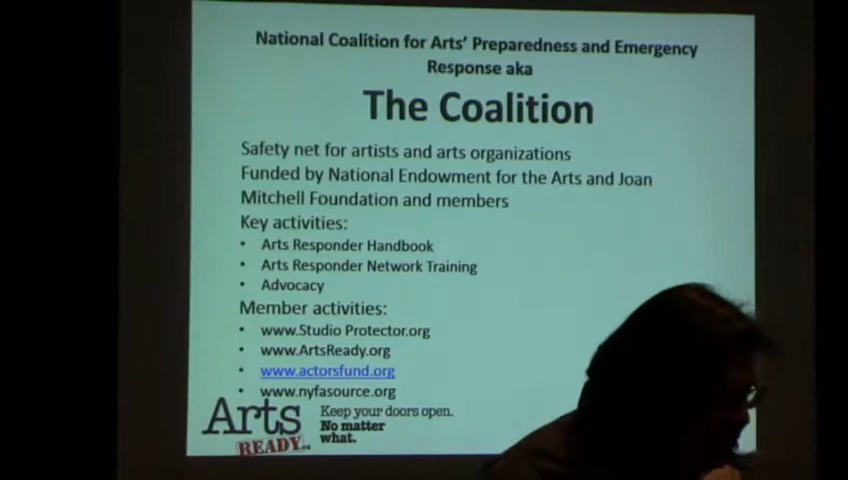 National Coalition for Arts' Preparedness and Emergency
Response aka
The Coalition
Safety net for artists and arts organizations
Funded by National Endowment for the Arts and Joan
Mitchell Foundation and members
Key activities:
• Arts Responder Handbook
• Arts Responder Network Training
• Advocacy
Member activities:
• www.Studio Protector.org
• www.ArtsReady.org
• www.actorsfund.org
• www.nyfasource.org
Arts
READY
Keep your doors open.
No matter
what.